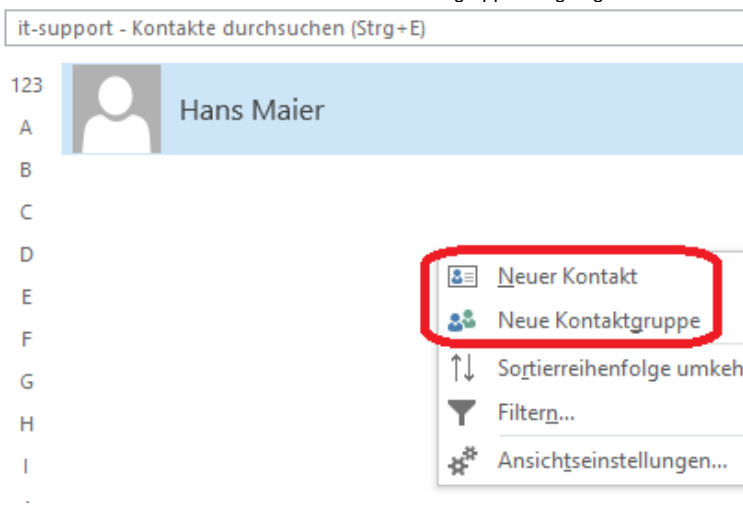 it-support - Kontakte durchsuchen (Strg+E)
123
Hans Maier
A
B
C
D
E
F
G
H
I
Neuer Kontakt
Neue Kontaktgruppe
Sortierreihenfolge umkeh
Filtern...
Ansichtseinstellungen...